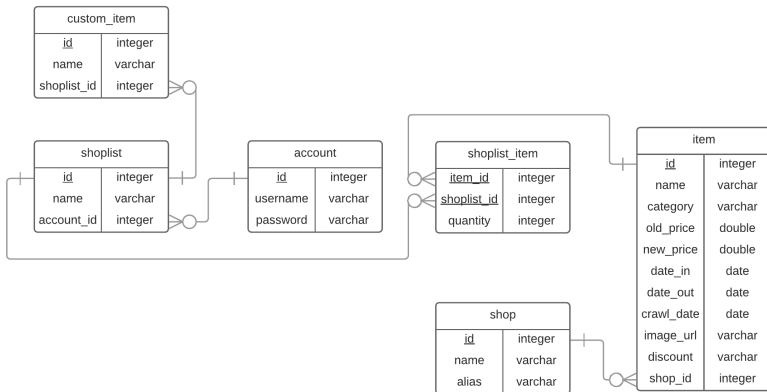 custom_item
id integer
name varchar
shoplist_id integer
shoplist
id integer
name varchar
account_id integer
account
id integer
username varchar
password varchar
shoplist_item
item_id integer
shoplist_id integer
quantity integer
item
id integer
name varchar
category varchar
old_price double
new_price double
date_in date
date_out date
crawl_date date
image_url varchar
discount varchar
shop_id integer
shop
id integer
name varchar
alias varchar